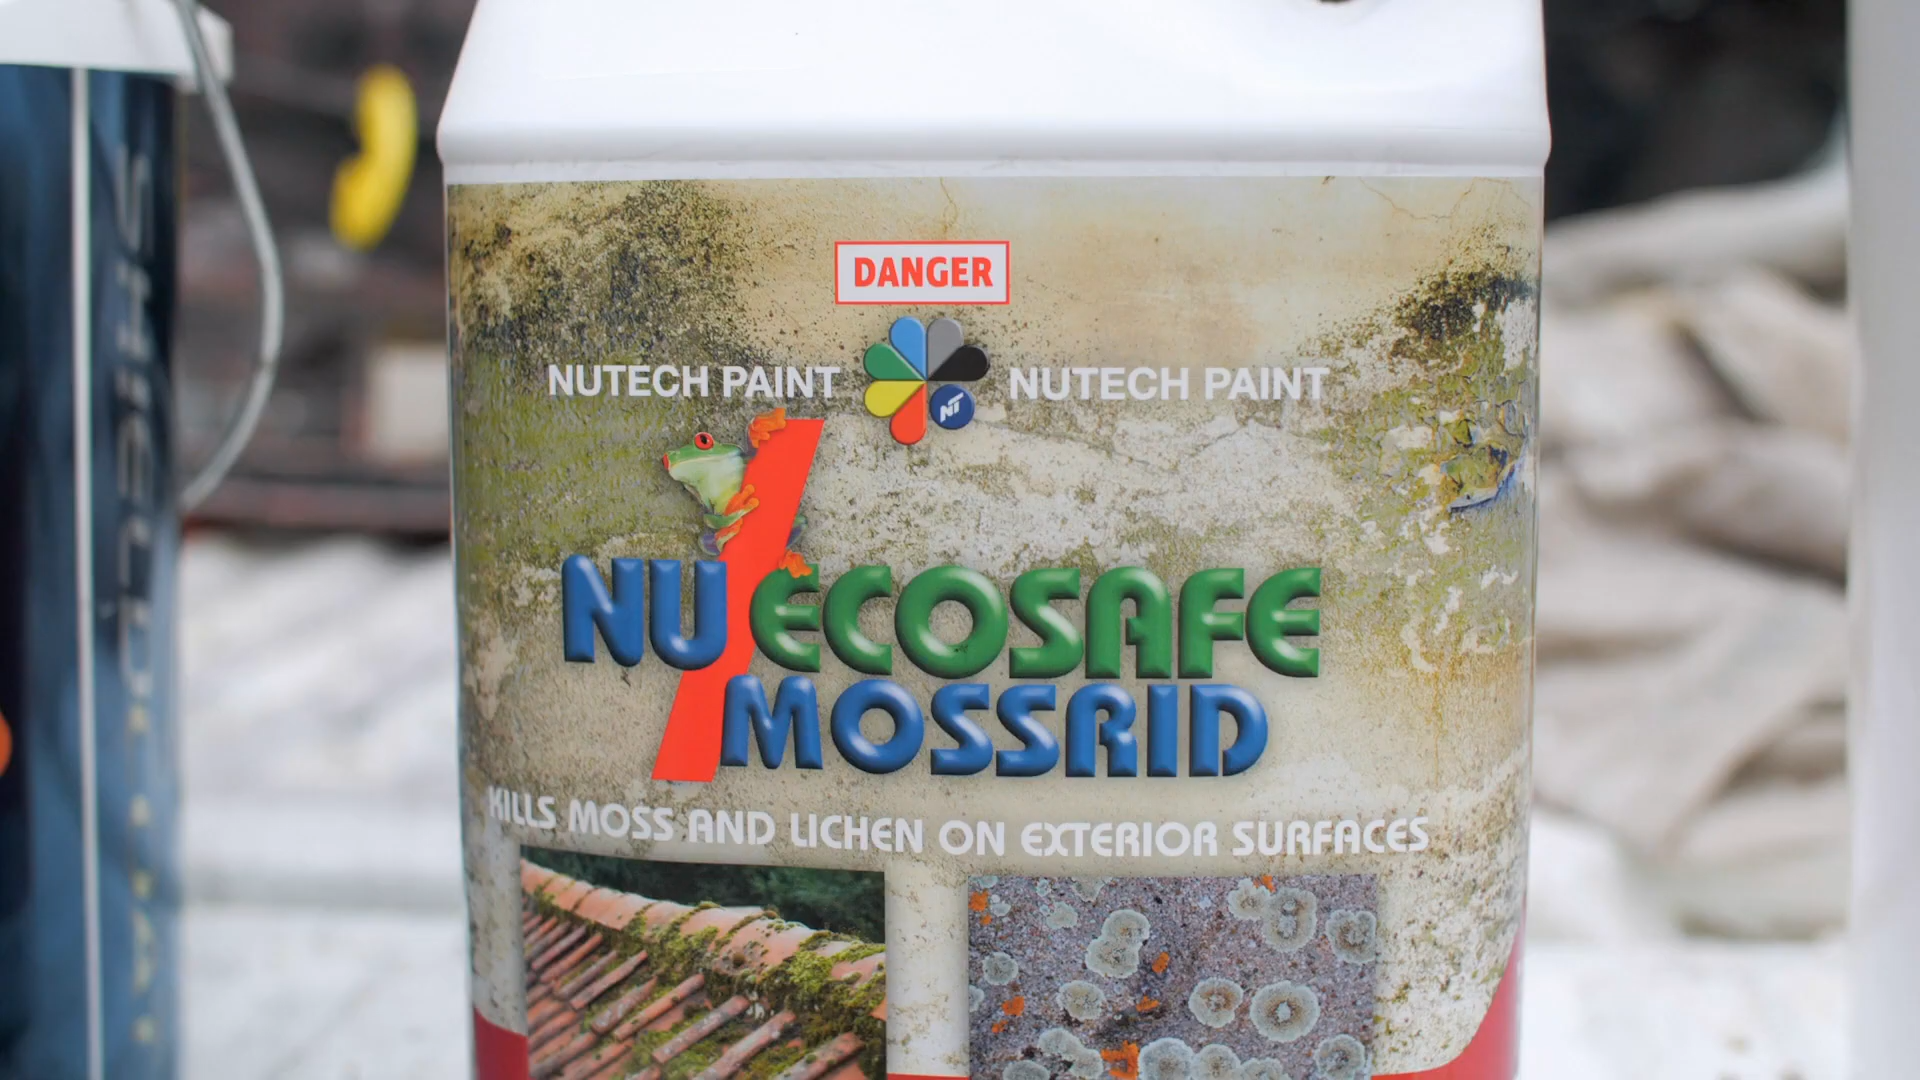 DANGER
NUTECH PAINT NT NUTECH PAINT
NU ECOSAFE
MOSSRID
KILLS MOSS AND LICHEN ON EXTERIOR SURFACES